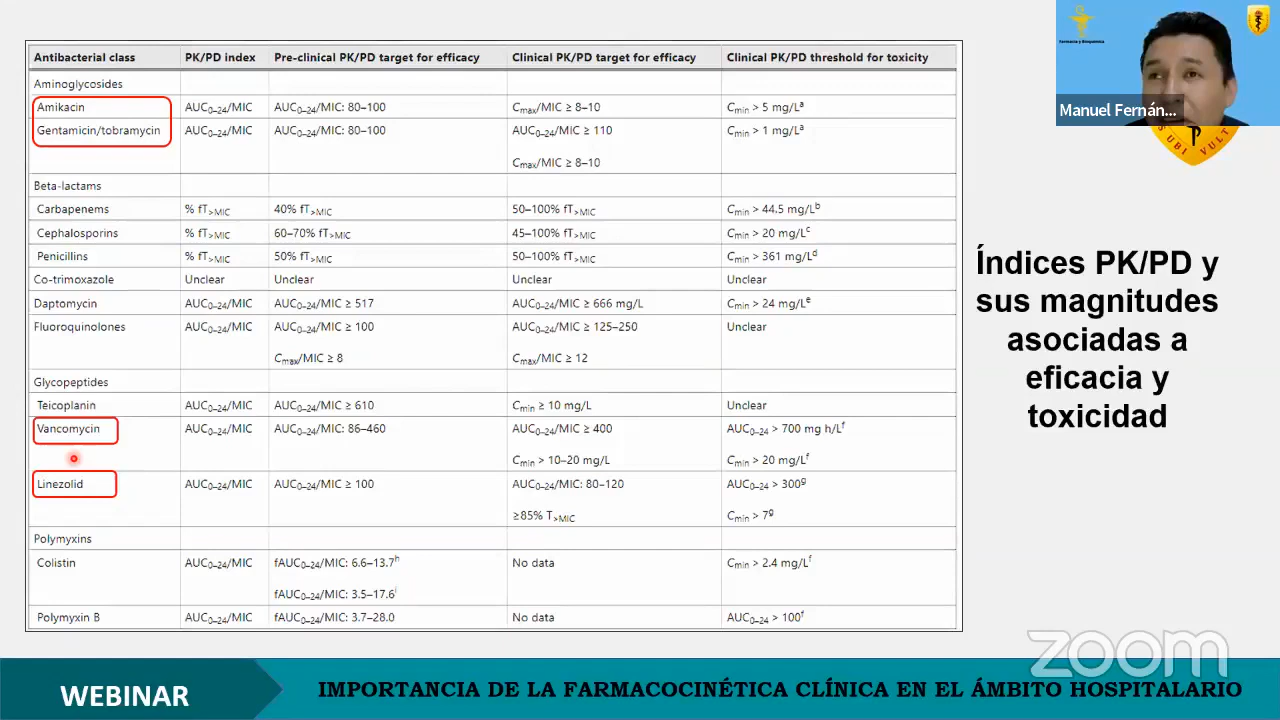 Farmacia y Bioquímica
Manuel Fernán...
SUBI VULT
Antibacterial class PK/PD index Pre-clinical PK/PD target for efficacy Clinical PK/PD target for efficacy Clinical PK/PD threshold for toxicity
Aminoglycosides
Amikacin AUC₀₋₂₄/MIC AUC₀₋₂₄/MIC: 80–100 Cmax/MIC ≥ 8–10 Cmin > 5 mg/Lᵃ
Gentamicin/tobramycin AUC₀₋₂₄/MIC AUC₀₋₂₄/MIC: 80–100 AUC₀₋₂₄/MIC ≥ 110 Cmin > 1 mg/Lᵃ
Cmax/MIC ≥ 8–10
Beta-lactams
Carbapenems % fT>MIC 40% fT>MIC 50–100% fT>MIC Cmin > 44.5 mg/Lᵇ
Cephalosporins % fT>MIC 60–70% fT>MIC 45–100% fT>MIC Cmin > 20 mg/Lᶜ
Penicillins % fT>MIC 50% fT>MIC 50–100% fT>MIC Cmin > 361 mg/Lᵈ
Co-trimoxazole Unclear Unclear Unclear Unclear
Daptomycin AUC₀₋₂₄/MIC AUC₀₋₂₄/MIC ≥ 517 AUC₀₋₂₄/MIC ≥ 666 mg/L Cmin > 24 mg/Lᵉ
Fluoroquinolones AUC₀₋₂₄/MIC AUC₀₋₂₄/MIC ≥ 100 AUC₀₋₂₄/MIC ≥ 125–250 Unclear
Cmax/MIC ≥ 8 Cmax/MIC ≥ 12
Glycopeptides
Teicoplanin AUC₀₋₂₄/MIC AUC₀₋₂₄/MIC ≥ 610 Cmin ≥ 10 mg/L Unclear
Vancomycin AUC₀₋₂₄/MIC AUC₀₋₂₄/MIC: 86–460 AUC₀₋₂₄/MIC ≥ 400 AUC₀₋₂₄ > 700 mg h/Lᶠ
Cmin > 10–20 mg/L Cmin > 20 mg/Lᶠ
Linezolid AUC₀₋₂₄/MIC AUC₀₋₂₄/MIC ≥ 100 AUC₀₋₂₄/MIC: 80–120 AUC₀₋₂₄ > 300ᵍ
≥85% T>MIC Cmin > 7ᵍ
Polymyxins
Colistin AUC₀₋₂₄/MIC fAUC₀₋₂₄/MIC: 6.6–13.7ʰ No data Cmin > 2.4 mg/Lᶠ
fAUC₀₋₂₄/MIC: 3.5–17.6ⁱ
Polymyxin B AUC₀₋₂₄/MIC fAUC₀₋₂₄/MIC: 3.7–28.0 No data AUC₀₋₂₄ > 100ᶠ
Índices PK/PD y
sus magnitudes
asociadas a
eficacia y
toxicidad
zoom
WEBINAR
IMPORTANCIA DE LA FARMACOCINÉTICA CLÍNICA EN EL ÁMBITO HOSPITALARIO